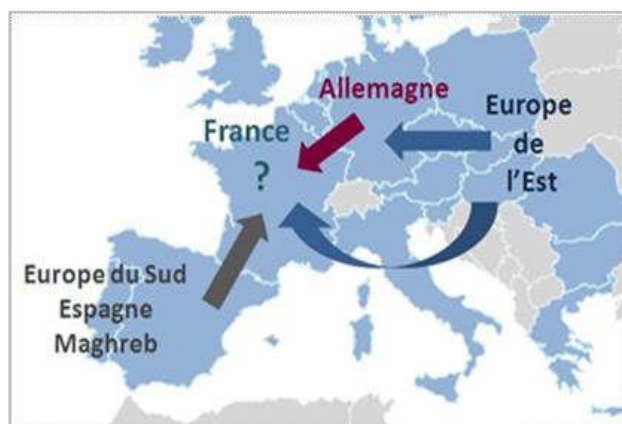 Allemagne
France
?
Europe
de
l'Est
Europe du Sud
Espagne
Maghreb